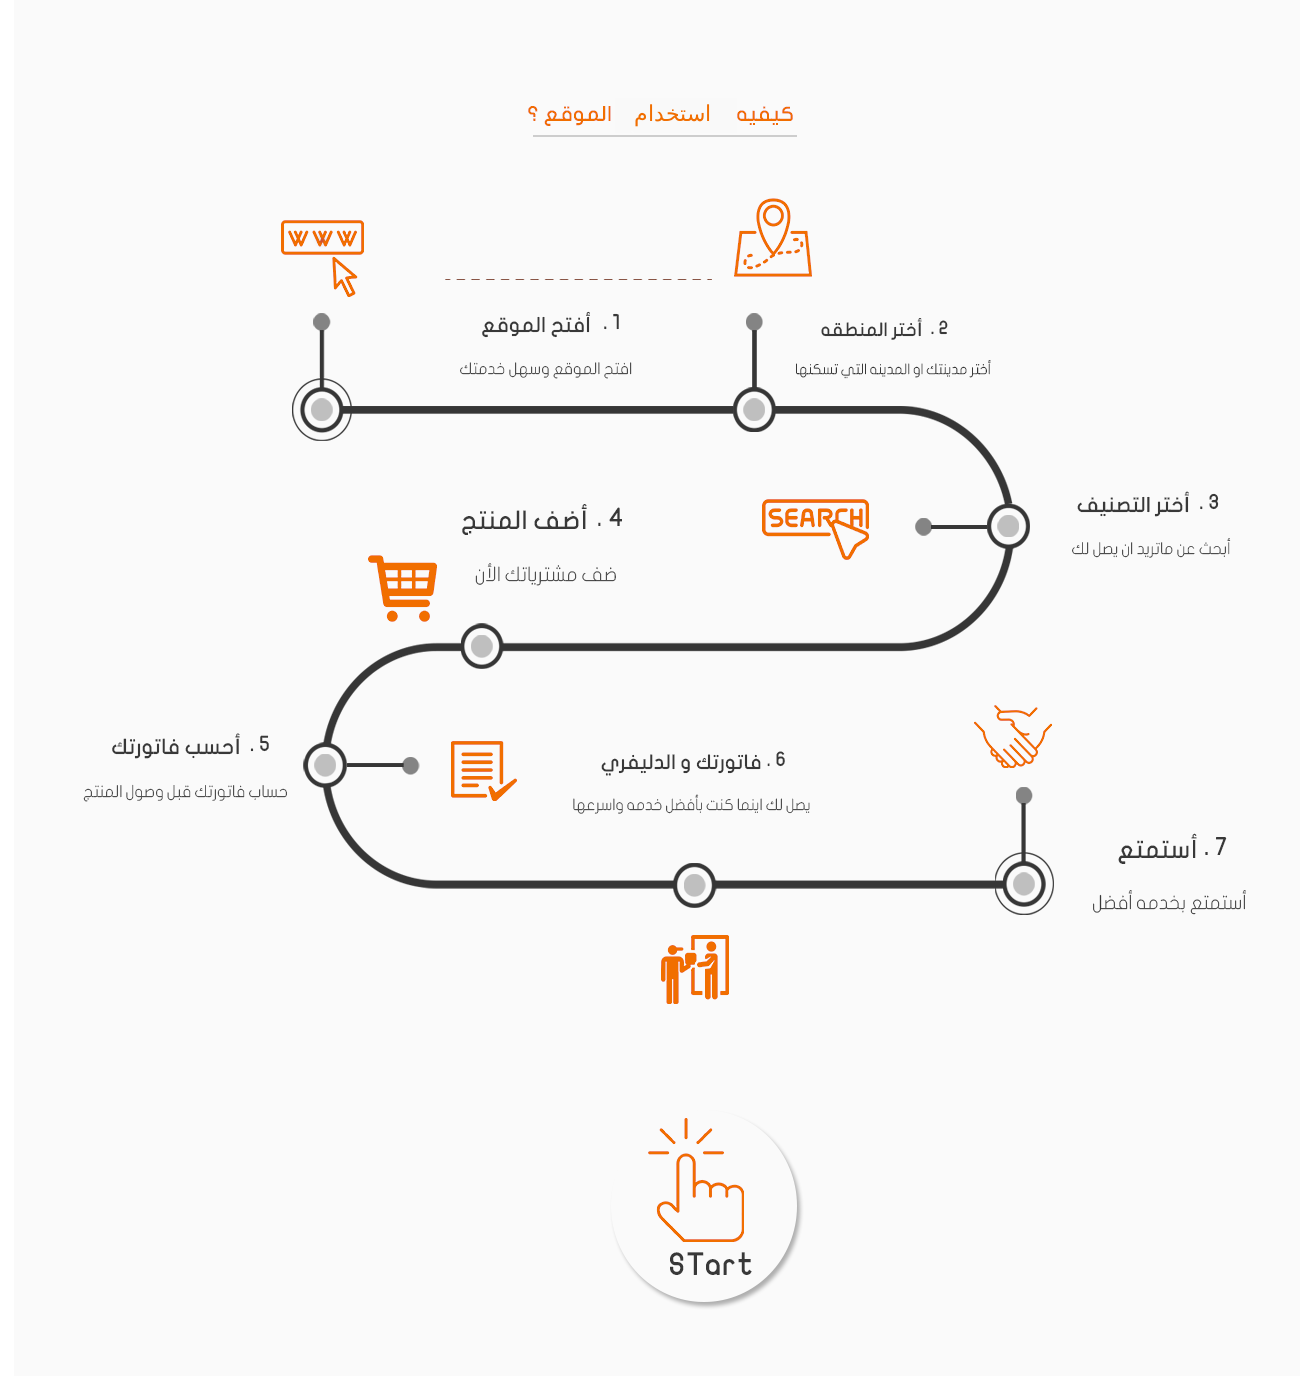 كيفيه استخدام الموقع ؟
WWW
1 . أفتح الموقع
افتح الموقع وسهل خدمتك
2 . أختر المنطقه
أختر مدينتك او المدينه التي تسكنها
SEARCH
3 . أختر التصنيف
أبحث عن ماتريد ان يصل لك
4 . أضف المنتج
ضف مشترياتك الأن
5 . أحسب فاتورتك
حساب فاتورتك قبل وصول المنتج
6 . فاتورتك و الدليفري
يصل لك اينما كنت بأفضل خدمه واسرعها
7 . أستمتع
أستمتع بخدمه أفضل
STart